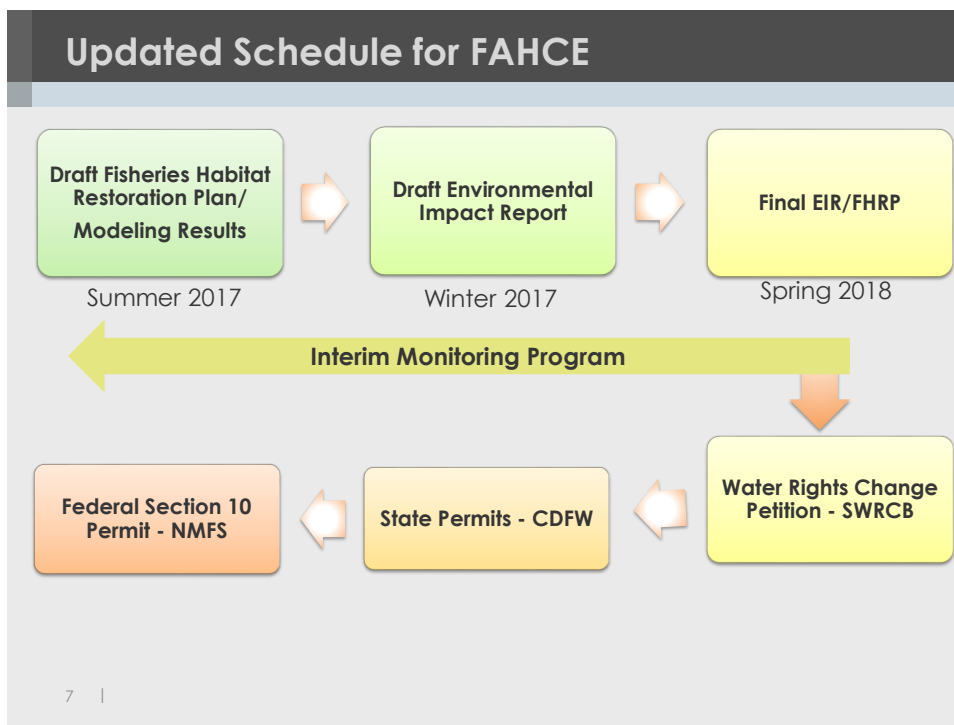 Updated Schedule for FAHCE
Draft Fisheries Habitat
Restoration Plan/
Modeling Results
Draft Environmental
Impact Report
Final EIR/FHRP
Summer 2017
Winter 2017
Spring 2018
Interim Monitoring Program
Federal Section 10
Permit - NMFS
State Permits - CDFW
Water Rights Change
Petition - SWRCB
7 |